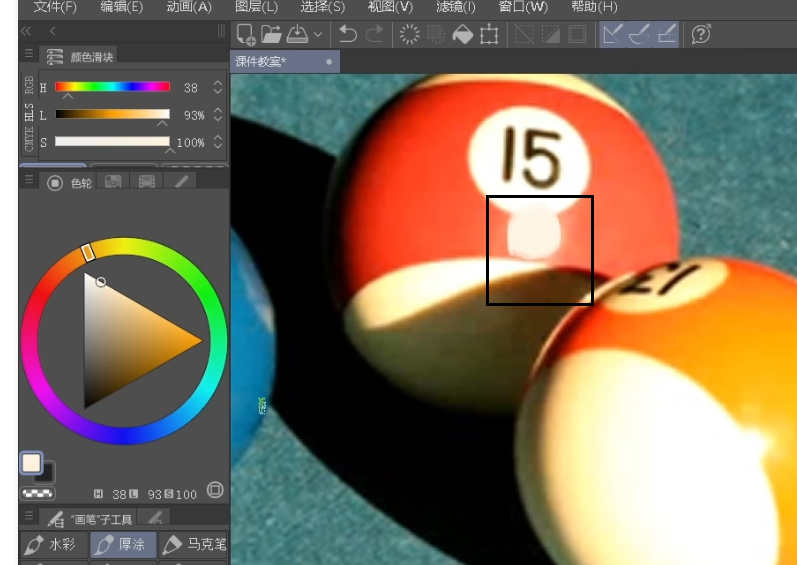 文件(F) 编辑(E) 动画(A) 图层(L) 选择(S) 视图(V) 滤镜(I) 窗口(W) 帮助(H)
颜色滑块
课件教案*
RGB
HLS
CMYK
H 38
L 93%
S 100%
色轮
15
H 38 L 93 S 100
"画笔"子工具
水彩 厚涂 马克笔